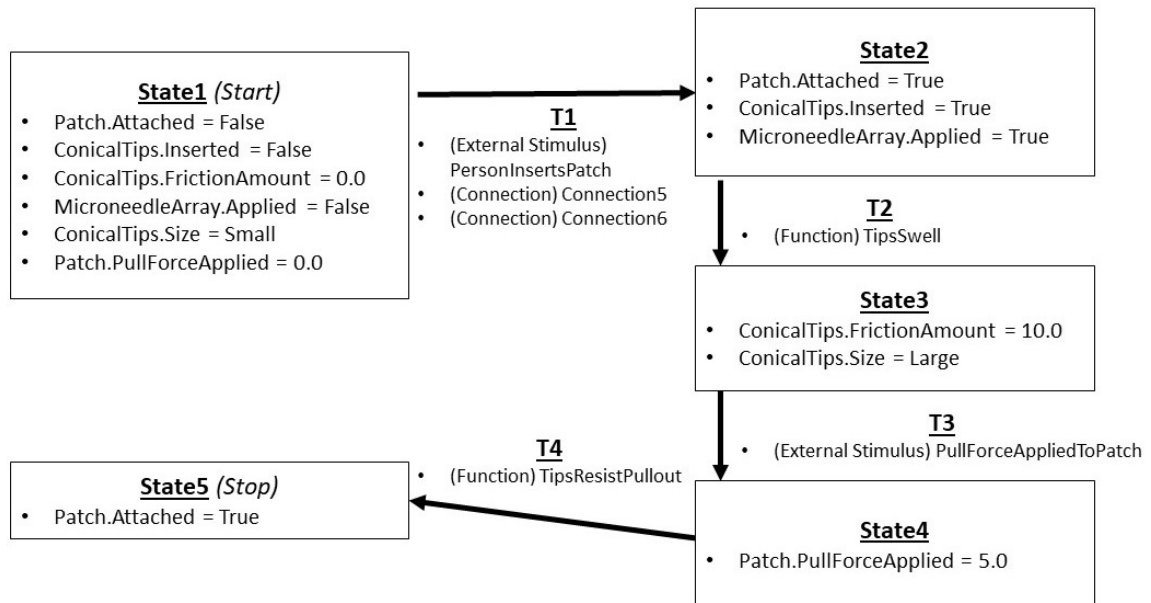 State1 (Start)
• Patch.Attached = False
• ConicalTips.Inserted = False
• ConicalTips.FrictionAmount = 0.0
• MicroneedleArray.Applied = False
• ConicalTips.Size = Small
• Patch.PullForceApplied = 0.0
T1
• (External Stimulus)
PersonInsertsPatch
• (Connection) Connection5
• (Connection) Connection6
State2
• Patch.Attached = True
• ConicalTips.Inserted = True
• MicroneedleArray.Applied = True
T2
• (Function) TipsSwell
State3
• ConicalTips.FrictionAmount = 10.0
• ConicalTips.Size = Large
T3
• (External Stimulus) PullForceAppliedToPatch
State4
• Patch.PullForceApplied = 5.0
T4
• (Function) TipsResistPullout
State5 (Stop)
• Patch.Attached = True